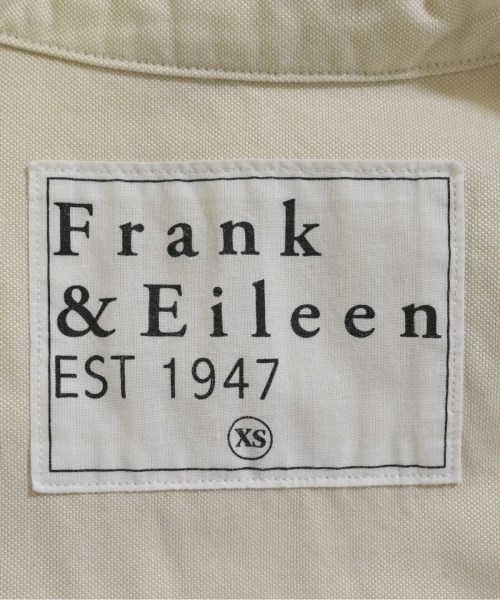 Frank
& Eileen
EST 1947
XS